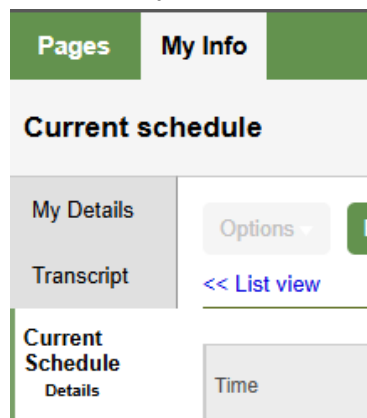 Pages My Info
Current schedule
My Details
Options
Transcript
<< List view
Current
Schedule
Details
Time